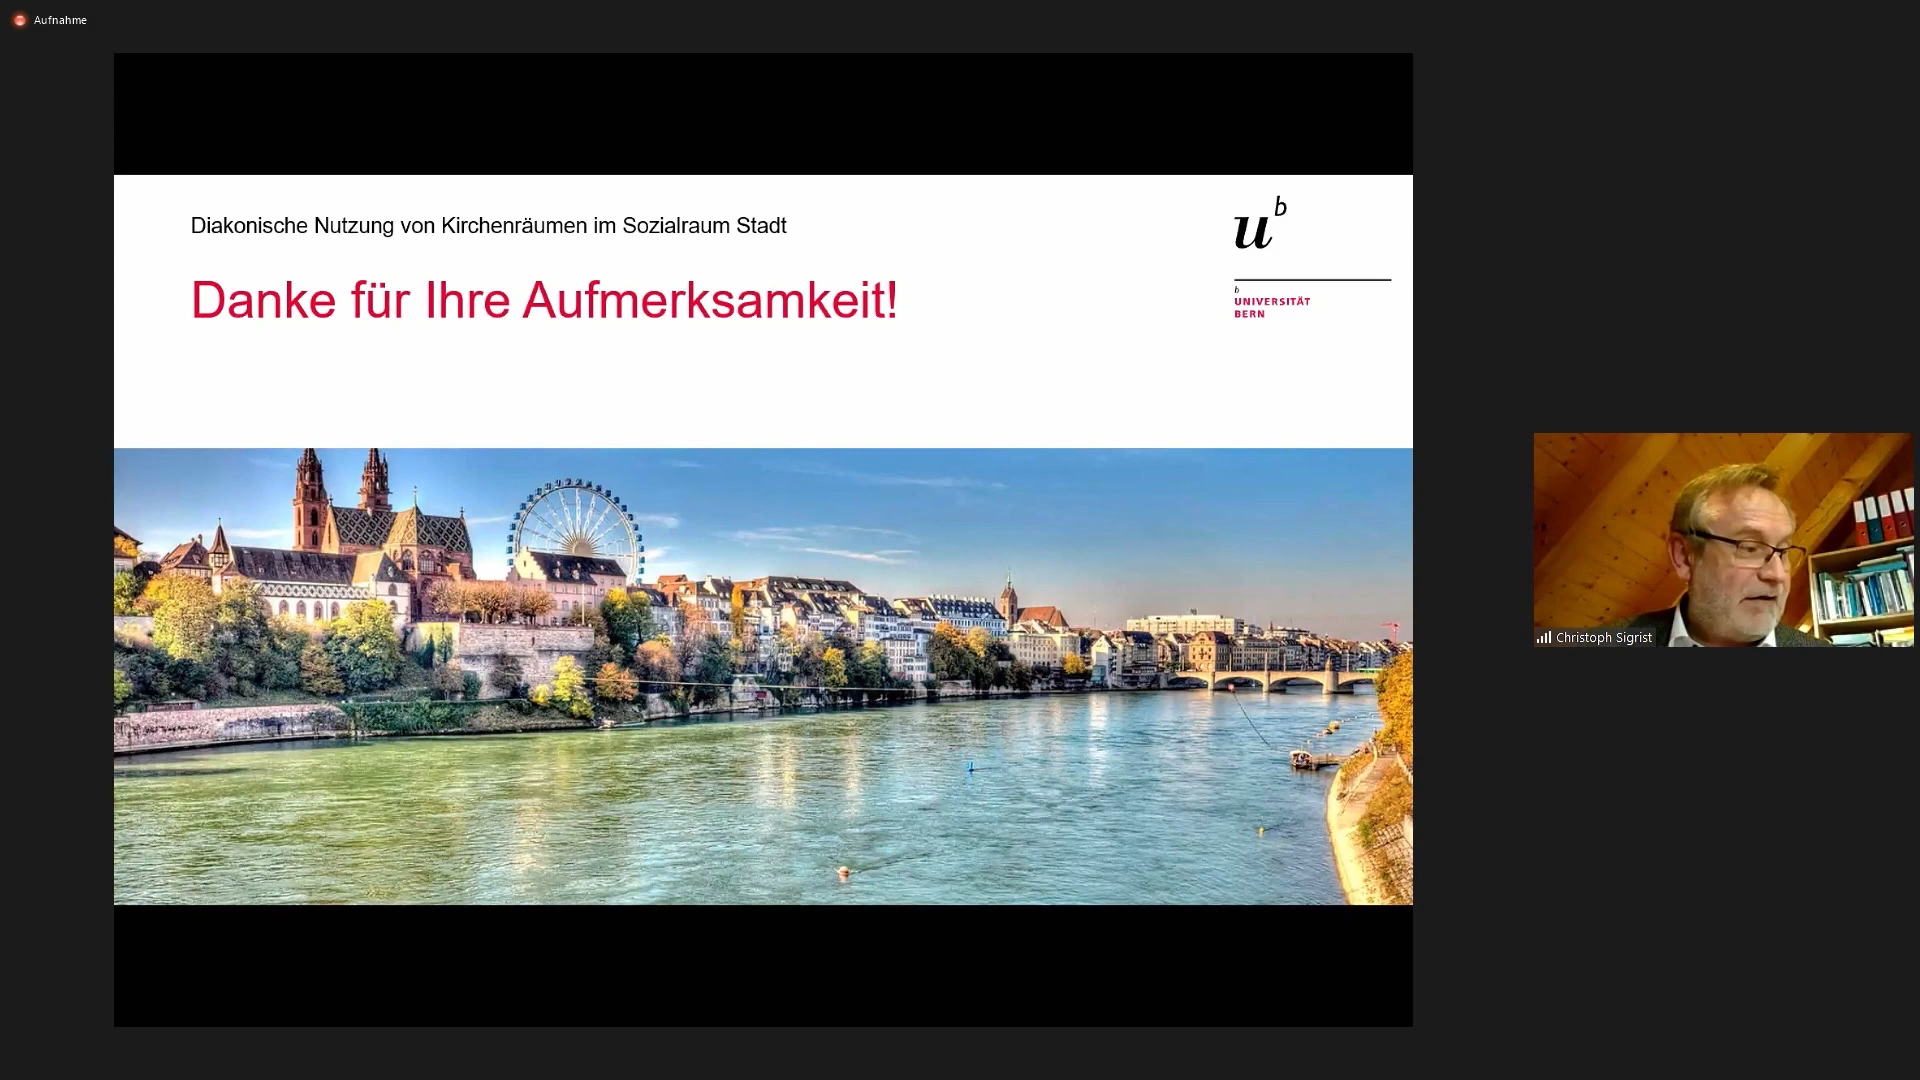 Aufnahme
Diakonische Nutzung von Kirchenräumen im Sozialraum Stadt
Danke für Ihre Aufmerksamkeit!
u b
b
UNIVERSITÄT
BERN
Christoph Sigrist